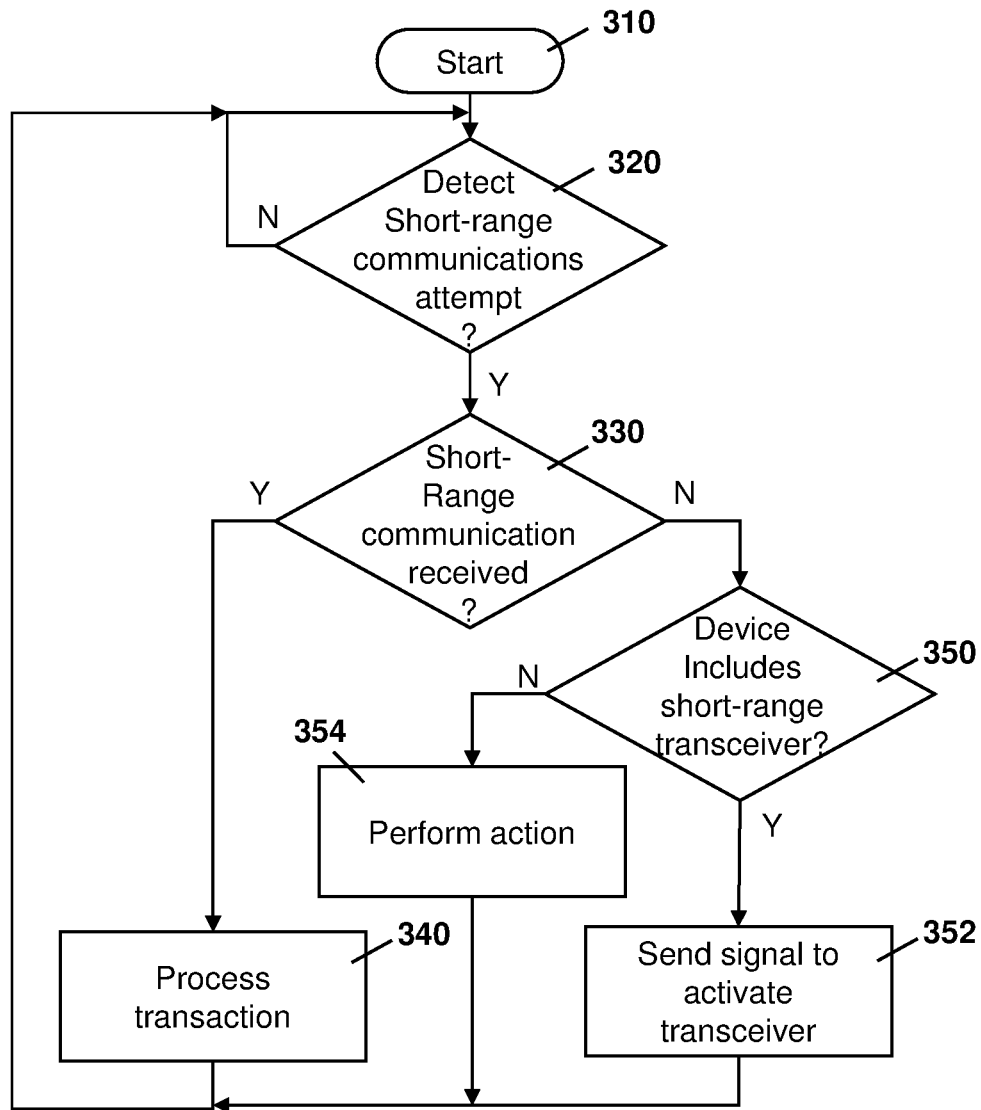 310
Start
320
Detect
Short-range
communications
attempt
?
N
Y
330
Short-
Range
communication
received
?
Y
N
350
Device
Includes
short-range
transceiver?
N
Y
354
Perform action
340
Process
transaction
352
Send signal to
activate
transceiver